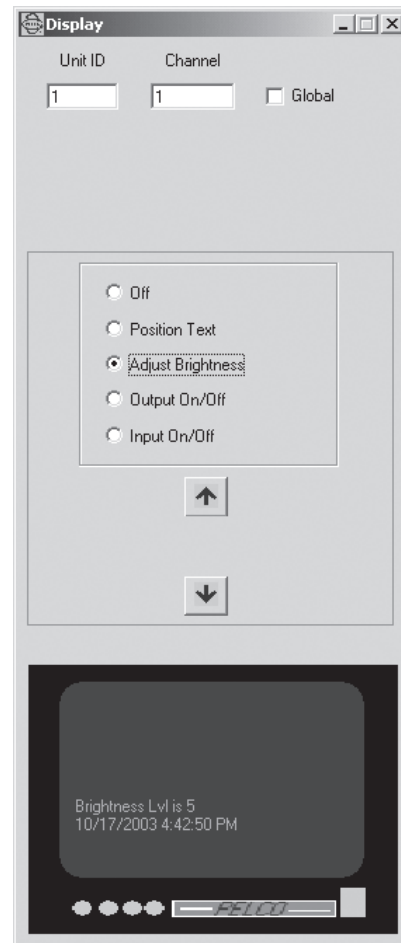 Display
Unit ID Channel
1 1 Global
Off
Position Text
Adjust Brightness
Output On/Off
Input On/Off
Brightness Lvl is 5
10/17/2003 4:42:50 PM
PELCO